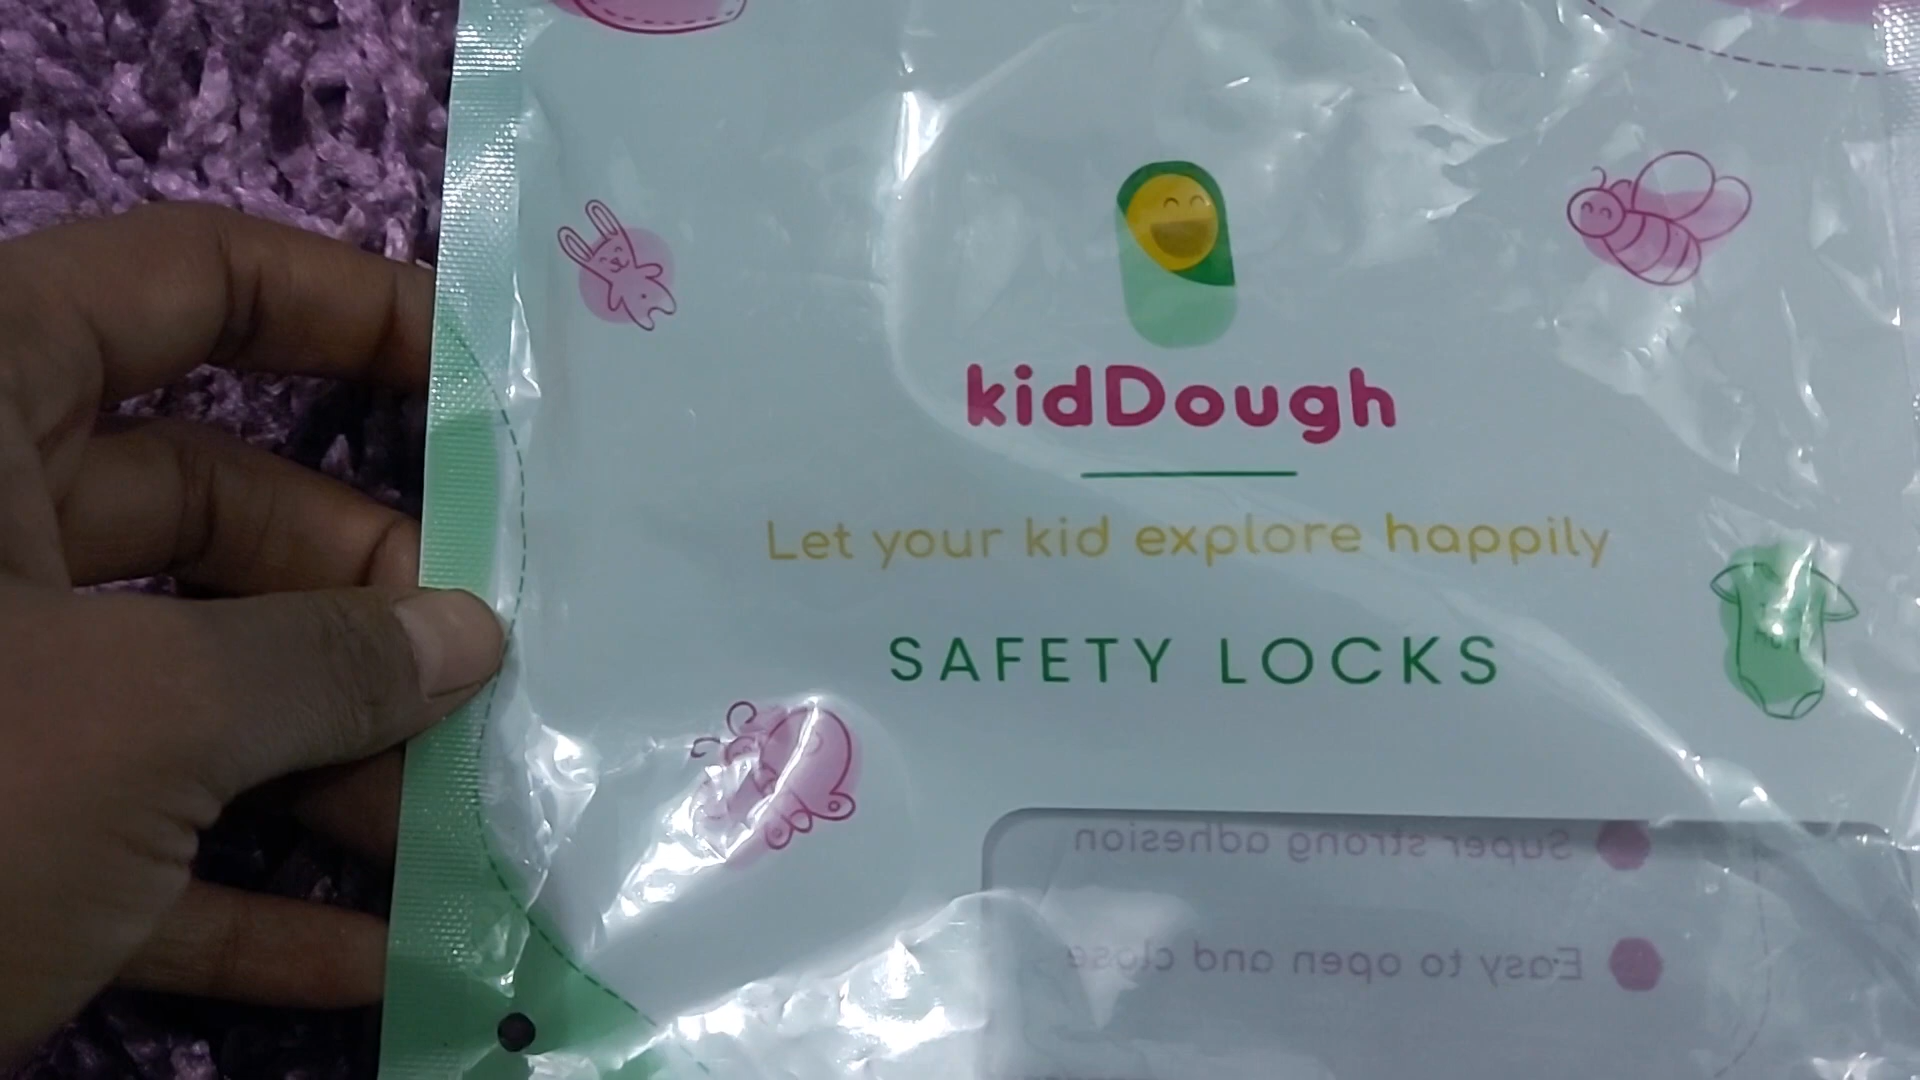 kidDough
Let your kid explore happily
SAFETY LOCKS
Super strong adhesion
Easy to open and close